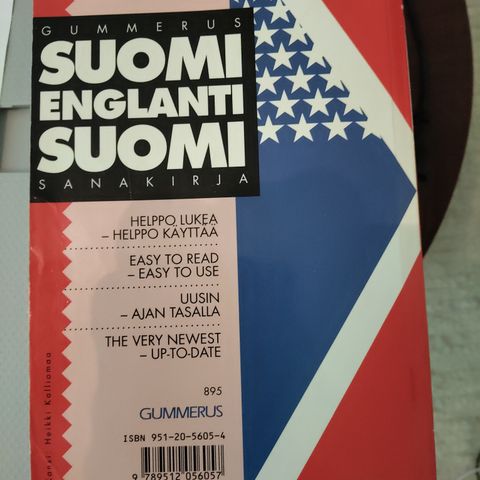 GUMMERUS
SUOMI
ENGLANTI
SUOMI
SANAKIRJA
HELPPO LUKEA
– HELPPO KÄYTTÄÄ
EASY TO READ
– EASY TO USE
UUSIN
– AJAN TASALLA
THE VERY NEWEST
– UP-TO-DATE
895
GUMMERUS
ISBN 951-20-5605-4
9 789512 056057
Kansi: Heikki Kalliomaa